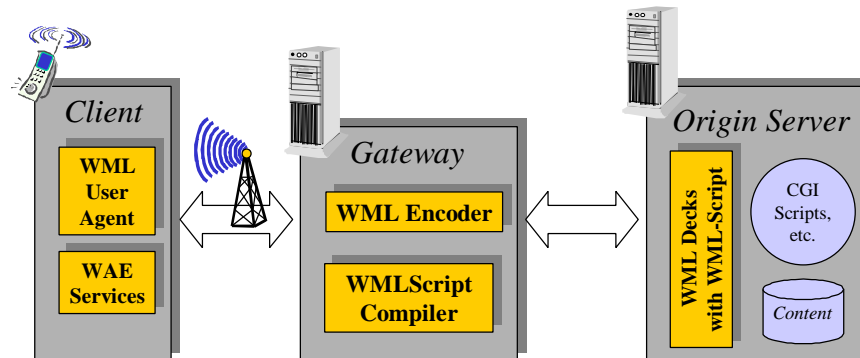 Client
WML
User
Agent
WAE
Services
Gateway
WML Encoder
WMLScript
Compiler
Origin Server
WML Decks
with WML-Script
CGI
Scripts,
etc.
Content